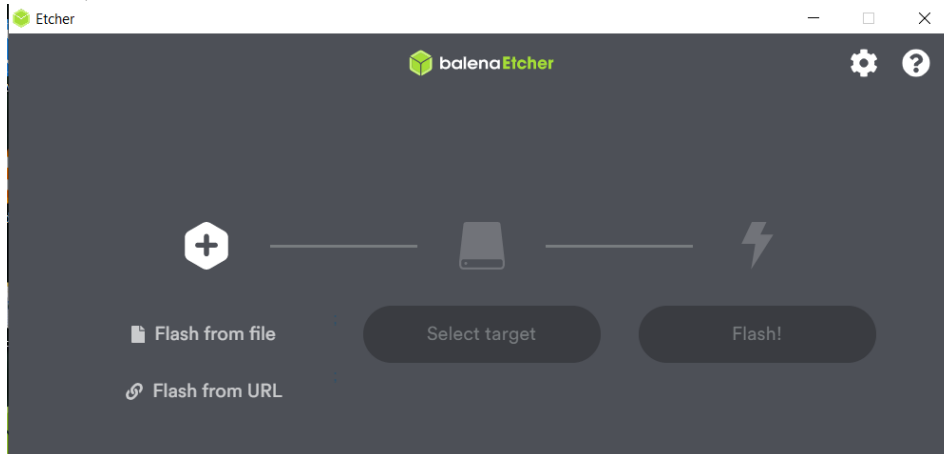 Etcher
balenaEtcher
Flash from file
Select target
Flash!
Flash from URL